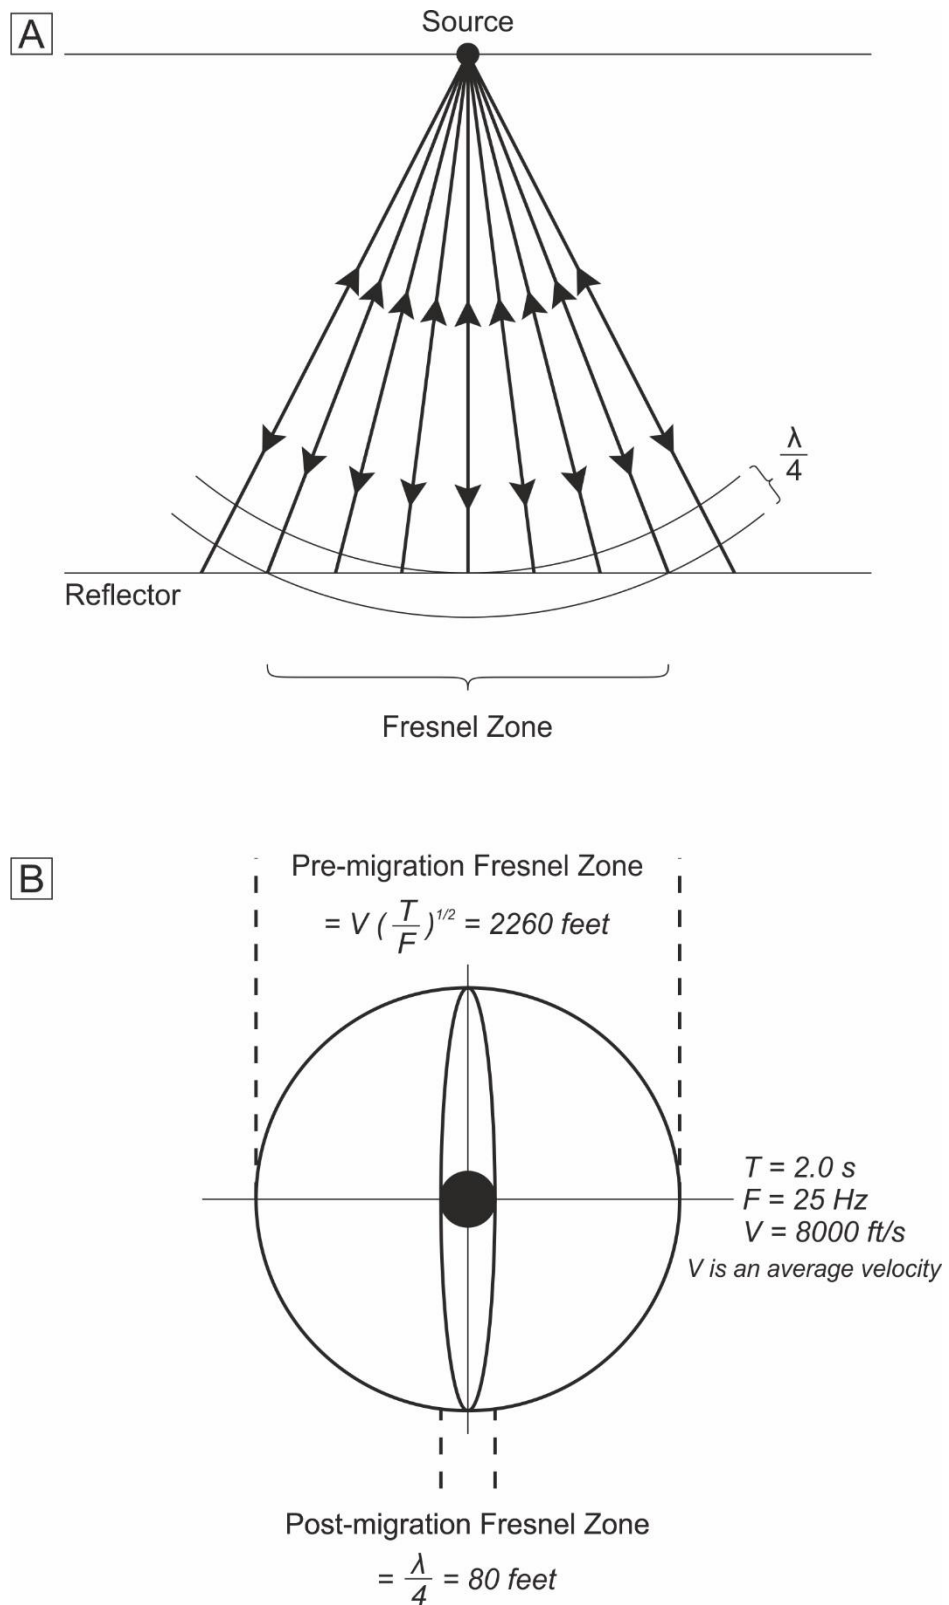 A
Source
λ
4
Reflector
Fresnel Zone
B
Pre-migration Fresnel Zone
= V (T/F)^1/2 = 2260 feet
T = 2.0 s
F = 25 Hz
V = 8000 ft/s
V is an average velocity
Post-migration Fresnel Zone
= λ/4 = 80 feet